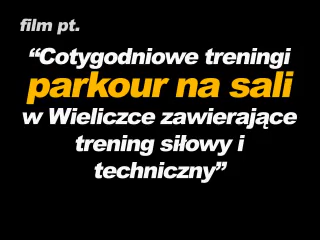 film pt.
“Cotygodniowe treningi
parkour na sali
w Wieliczce zawierające
trening siłowy i
techniczny”